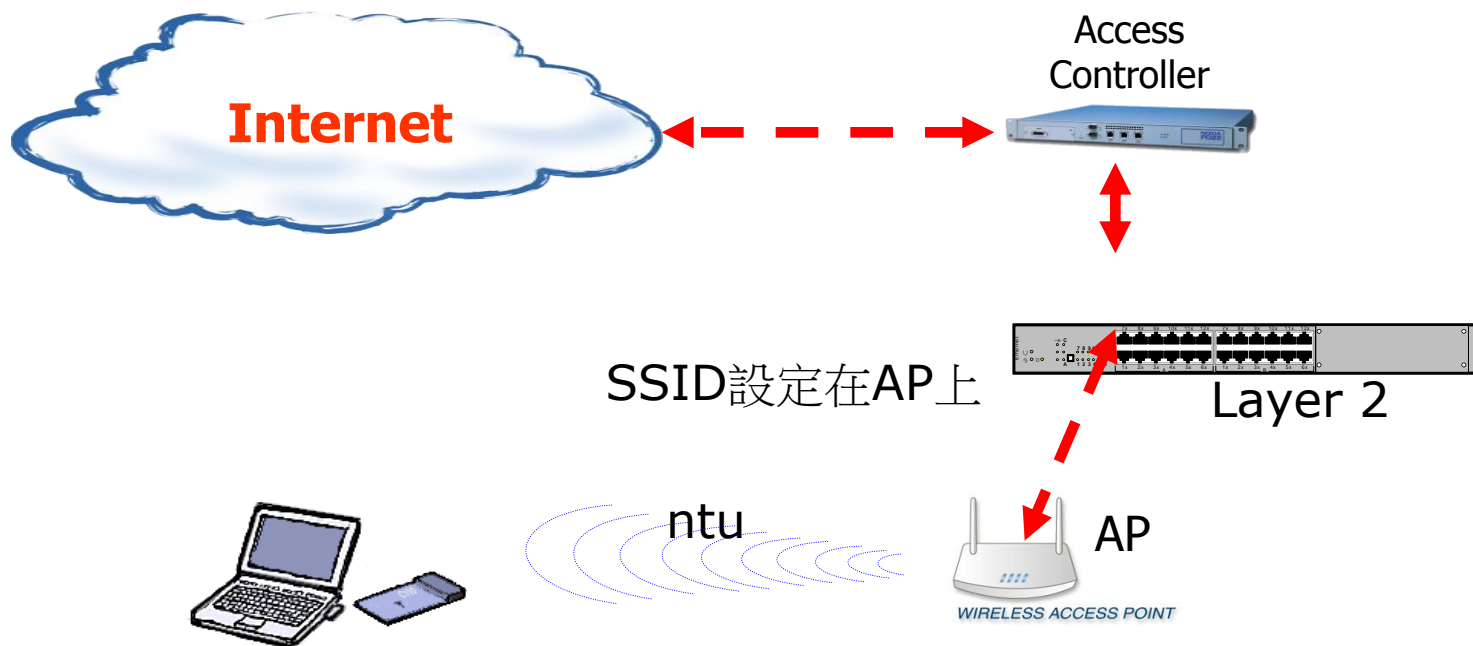 Access
Controller
Internet
SSID設定在AP上
Layer 2
ntu
AP
WIRELESS ACCESS POINT